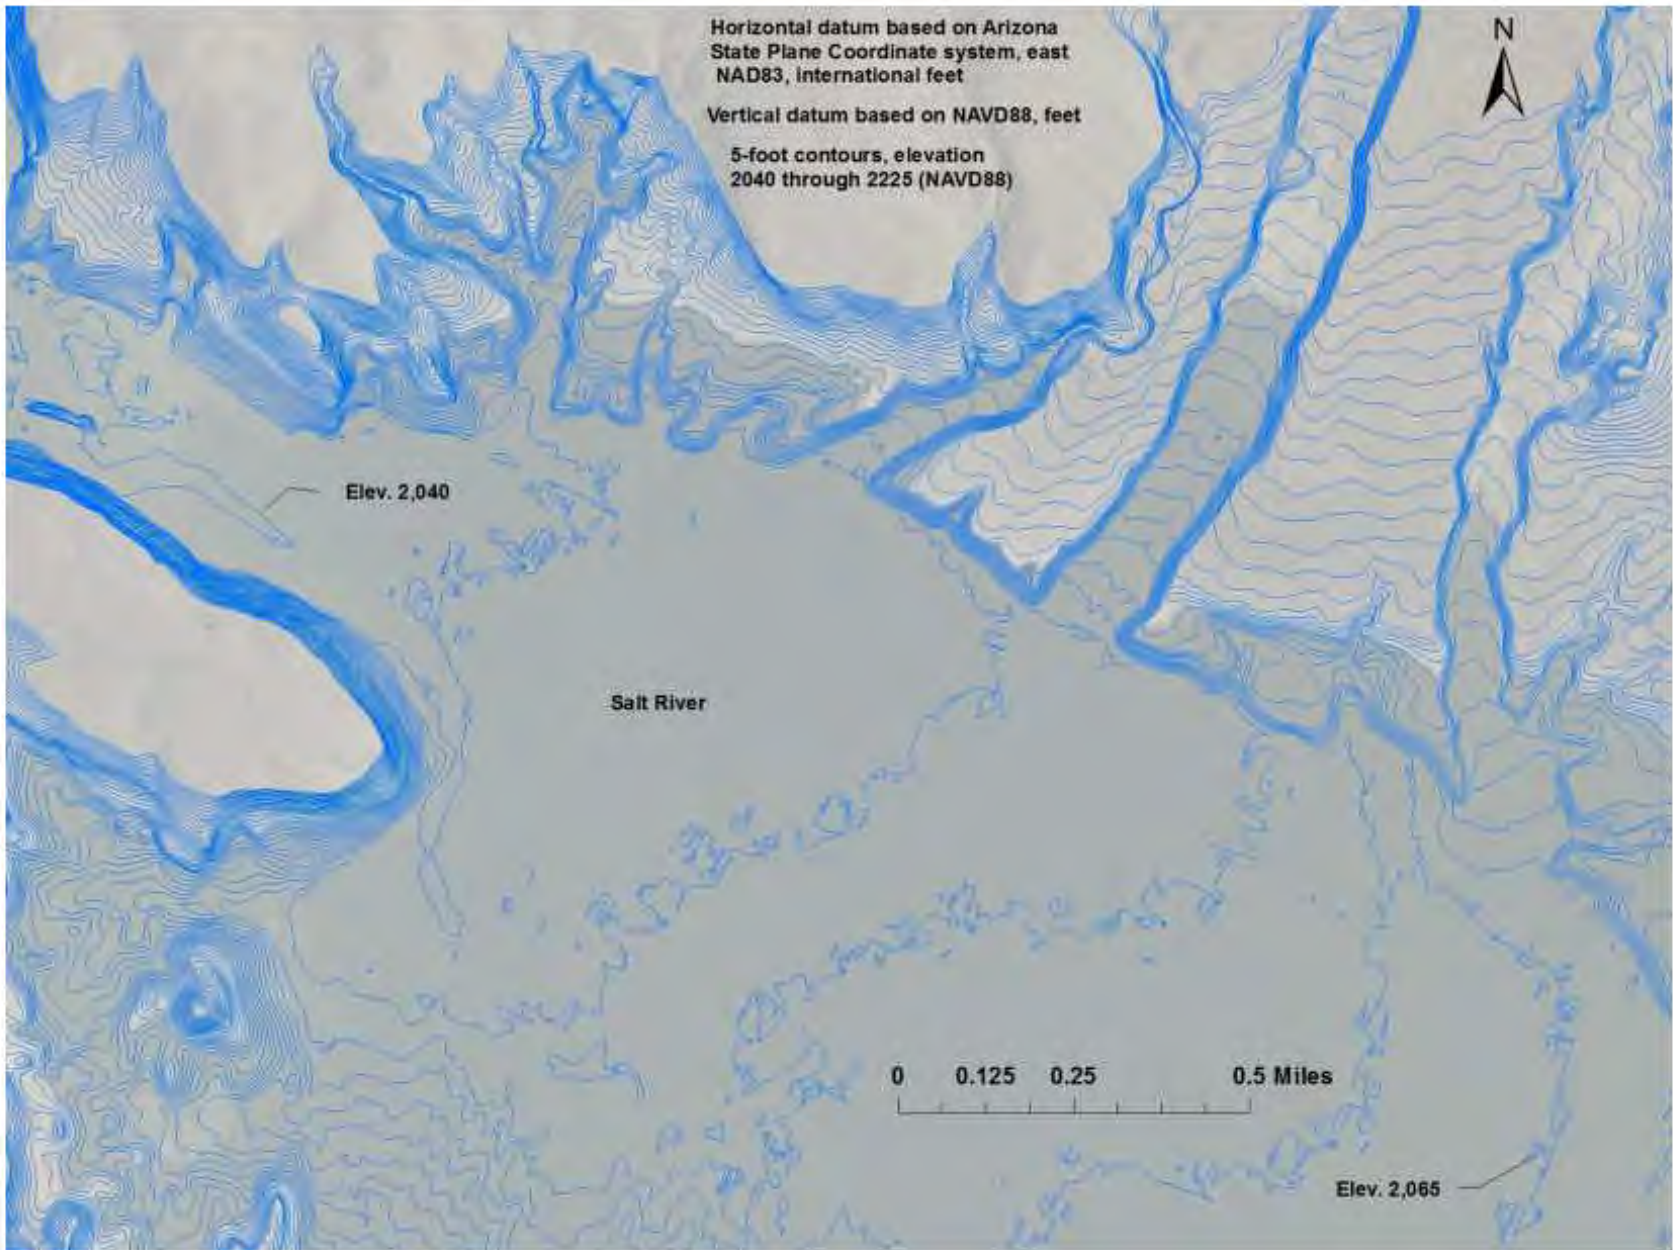 Horizontal datum based on Arizona
State Plane Coordinate system, east
NAD83, international feet
Vertical datum based on NAVD88, feet
5-foot contours, elevation
2040 through 2225 (NAVD88)
N
Elev. 2,040
Salt River
0 0.125 0.25 0.5 Miles
Elev. 2,065